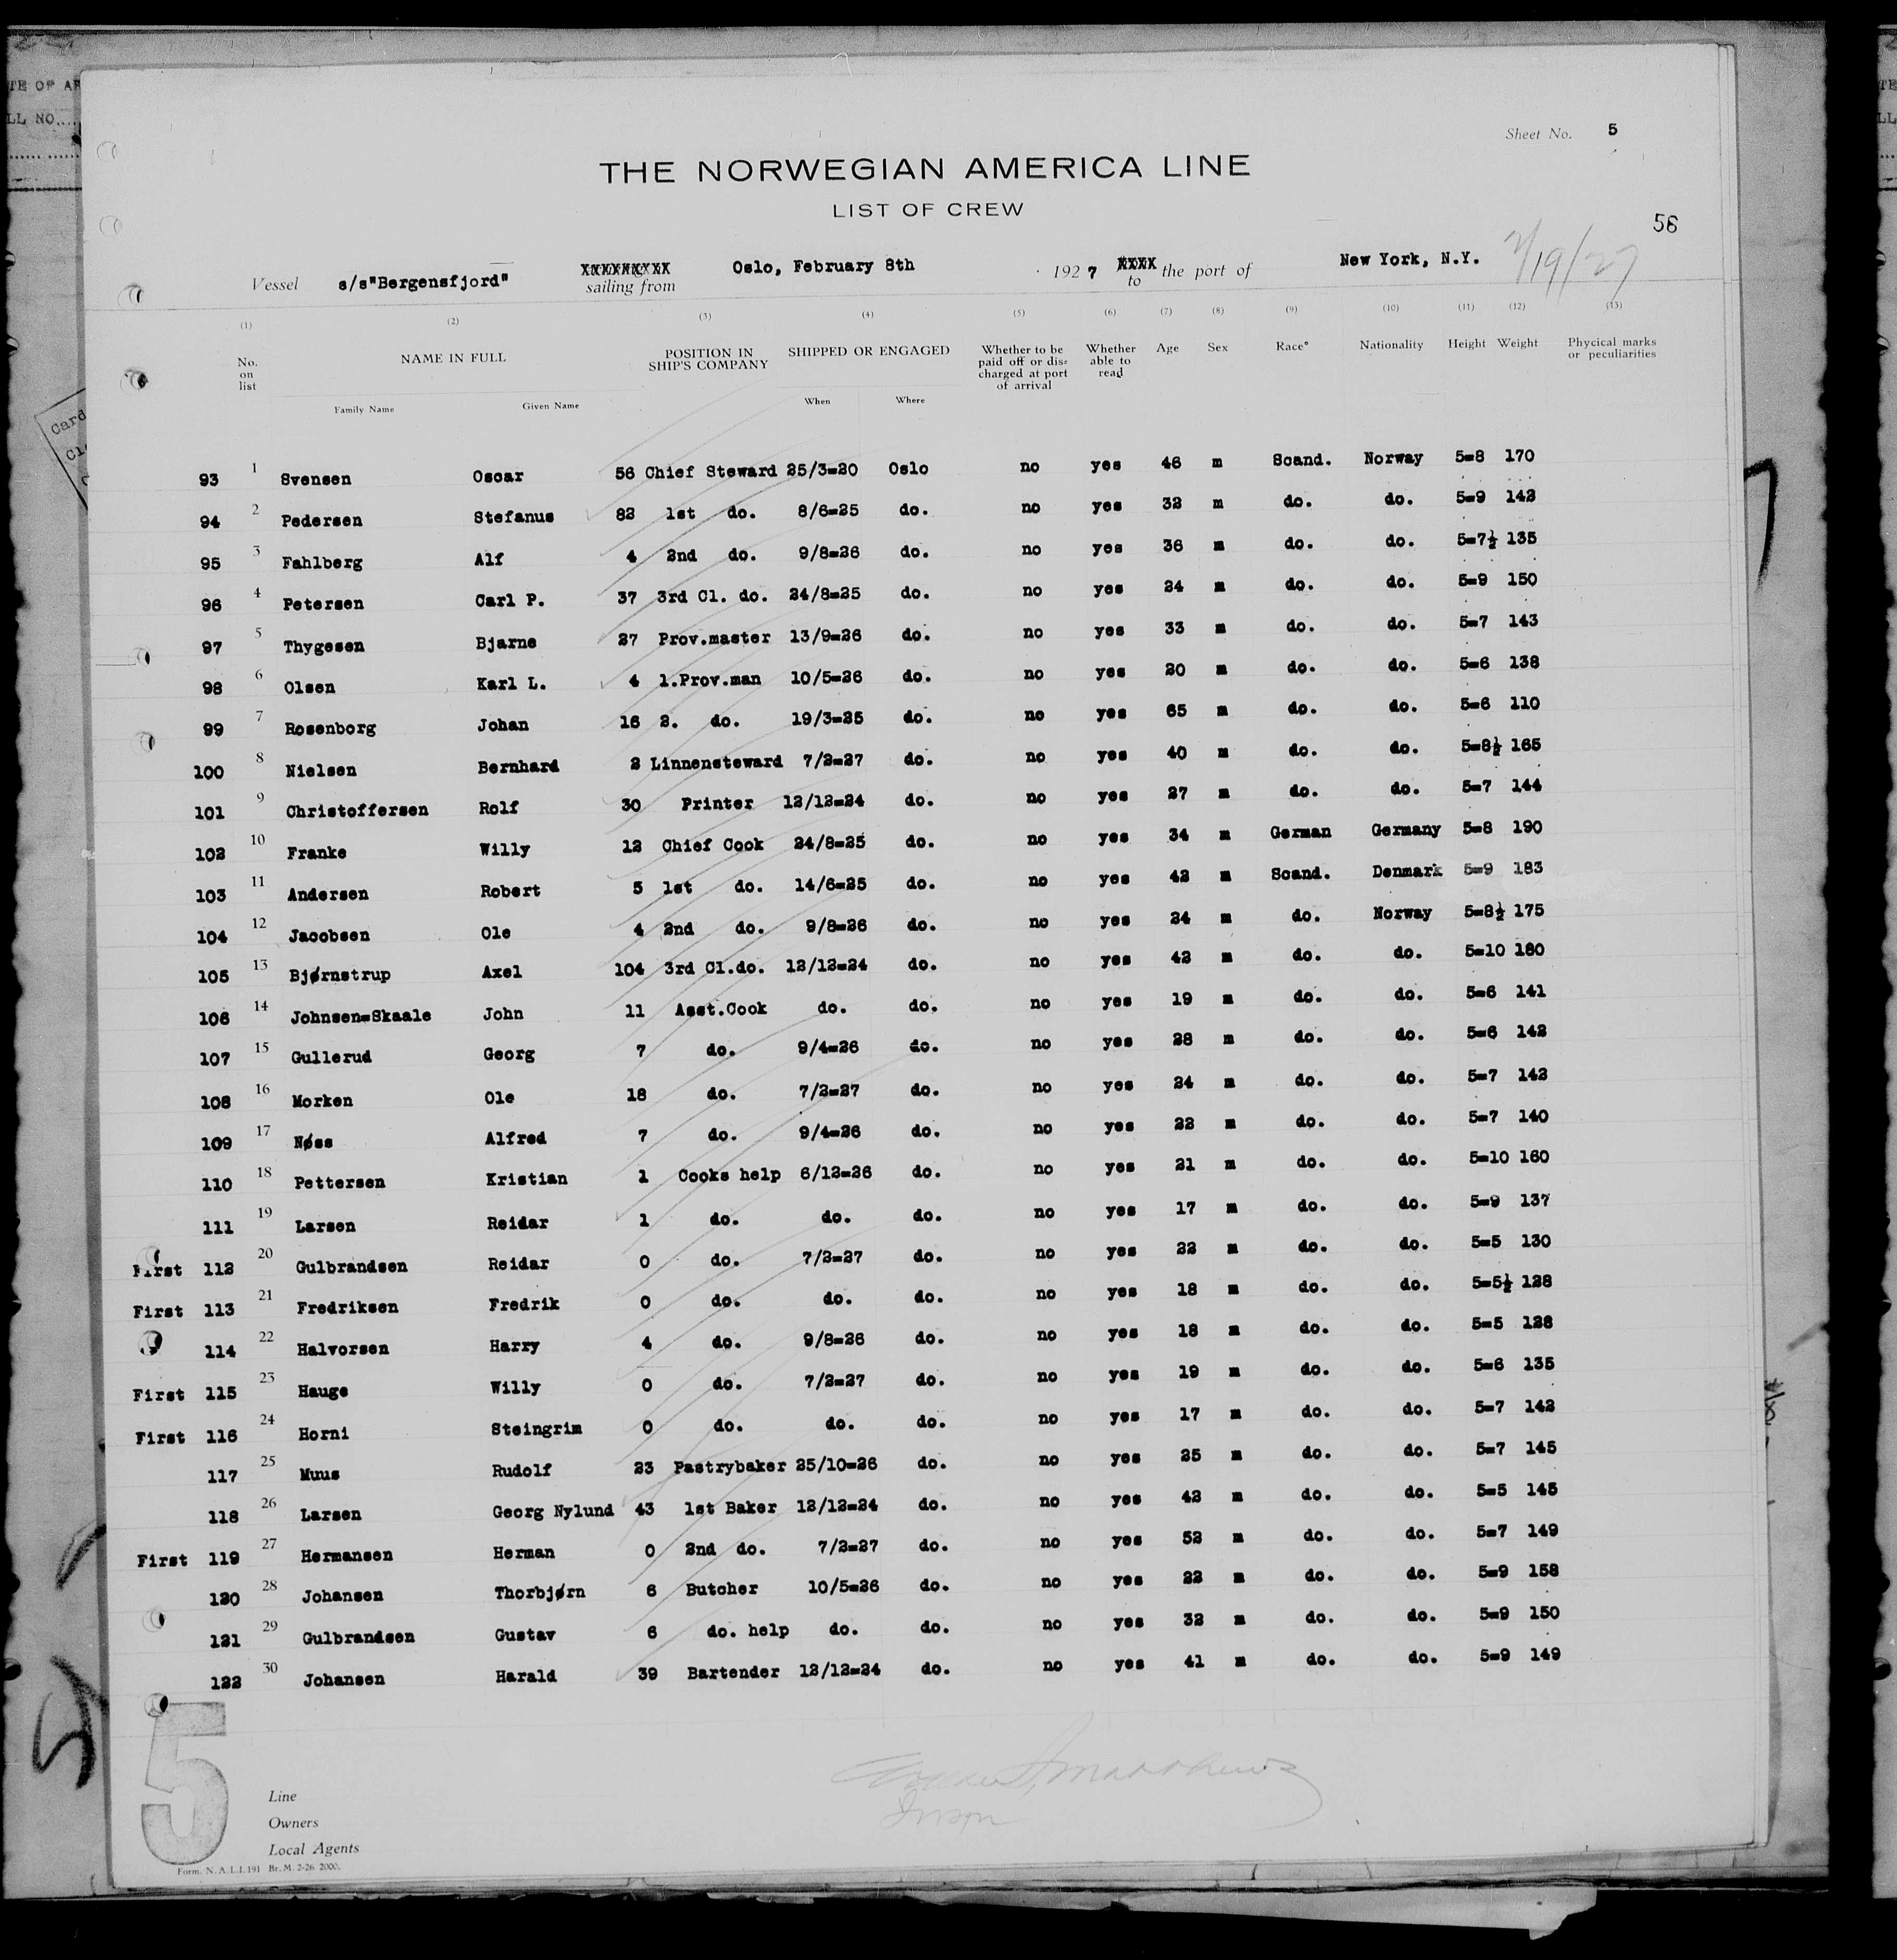 TE OF AR
LL NO....
Card
Sheet No. 5
THE NORWEGIAN AMERICA LINE
LIST OF CREW
56
Vessel s/s"Bergensfjord" XXXXXXXXX sailing from Oslo, February 8th 1927 XXXX to the port of New York, N.Y. 2/19/27
(1) (2) (3) (4) (5) (6) (7) (8) (9) (10) (11) (12) (13)
No. on list NAME IN FULL POSITION IN SHIP'S COMPANY SHIPPED OR ENGAGED Whether to be paid off or dis=charged at port of arrival Whether able to read Age Sex Race* Nationality Height Weight Phycical marks or peculiarities
Family Name Given Name When Where
93 1 Svensen Oscar 56 Chief Steward 25/3=20 Oslo no yes 46 m Scand. Norway 5=8 170
94 2 Pedersen Stefanus 82 1st do. 8/6=25 do. no yes 32 m do. do. 5=9 142
95 3 Fahlberg Alf 4 2nd do. 9/8=26 do. no yes 36 m do. do. 5=7½ 135
96 4 Petersen Carl P. 37 3rd Cl. do. 24/8=25 do. no yes 24 m do. do. 5=9 150
97 5 Thygesen Bjarne 27 Prov.master 13/9=26 do. no yes 33 m do. do. 5=7 143
98 6 Olsen Karl L. 4 1.Prov.man 10/5=26 do. no yes 20 m do. do. 5=6 138
99 7 Rosenborg Johan 16 2. do. 19/3=25 do. no yes 65 m do. do. 5=6 110
100 8 Nielsen Bernhard 2 Linnensteward 7/2=27 do. no yes 40 m do. do. 5=8½ 165
101 9 Christoffersen Rolf 30 Printer 12/12=24 do. no yes 27 m do. do. 5=7 144
102 10 Franke Willy 12 Chief Cook 24/8=25 do. no yes 34 m German Germany 5=8 190
103 11 Andersen Robert 5 1st do. 14/6=25 do. no yes 42 m Scand. Denmark 5=9 183
104 12 Jacobsen Ole 4 2nd do. 9/8=26 do. no yes 24 m do. Norway 5=8½ 175
105 13 Bjørnstrup Axel 104 3rd Cl.do. 12/12=24 do. no yes 42 m do. do. 5=10 180
106 14 Johnsen=Skaale John 11 Asst.Cook do. do. no yes 19 m do. do. 5=6 141
107 15 Gullerud Georg 7 do. 9/4=26 do. no yes 28 m do. do. 5=6 142
108 16 Morken Ole 18 do. 7/2=27 do. no yes 24 m do. do. 5=7 142
109 17 Nøss Alfred 7 do. 9/4=26 do. no yes 22 m do. do. 5=7 140
110 18 Pettersen Kristian 1 Cooks help 6/12=26 do. no yes 21 m do. do. 5=10 160
111 19 Larsen Reidar 1 do. do. do. no yes 17 m do. do. 5=9 137
First 112 20 Gulbrandsen Reidar 0 do. 7/2=27 do. no yes 22 m do. do. 5=5 130
First 113 21 Fredriksen Fredrik 0 do. do. do. no yes 18 m do. do. 5=5½ 128
114 22 Halvorsen Harry 4 do. 9/8=26 do. no yes 18 m do. do. 5=5 128
First 115 23 Hauge Willy 0 do. 7/2=27 do. no yes 19 m do. do. 5=6 135
First 116 24 Horni Steingrim 0 do. do. do. no yes 17 m do. do. 5=7 142
117 25 Muus Rudolf 23 Pastrybaker 25/10=26 do. no yes 25 m do. do. 5=7 145
118 26 Larsen Georg Nylund 43 1st Baker 12/12=24 do. no yes 42 m do. do. 5=5 145
First 119 27 Hermansen Herman 0 2nd do. 7/2=27 do. no yes 52 m do. do. 5=7 149
120 28 Johansen Thorbjørn 6 Butcher 10/5=26 do. no yes 22 m do. do. 5=9 158
121 29 Gulbrandsen Gustav 6 do. help do. do. no yes 32 m do. do. 5=9 150
122 30 Johansen Harald 39 Bartender 12/12=24 do. no yes 41 m do. do. 5=9 149
5
Line
Owners
Local Agents
Form. N.A.L.I.191 Br. M. 2-26. 2000.